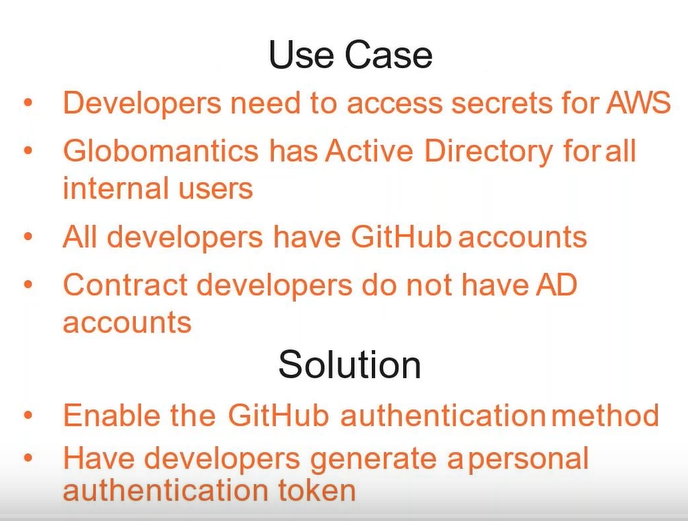 Use Case
• Developers need to access secrets for AWS
• Globomantics has Active Directory for all
internal users
• All developers have GitHub accounts
• Contract developers do not have AD
accounts
Solution
• Enable the GitHub authentication method
• Have developers generate a personal
authentication token